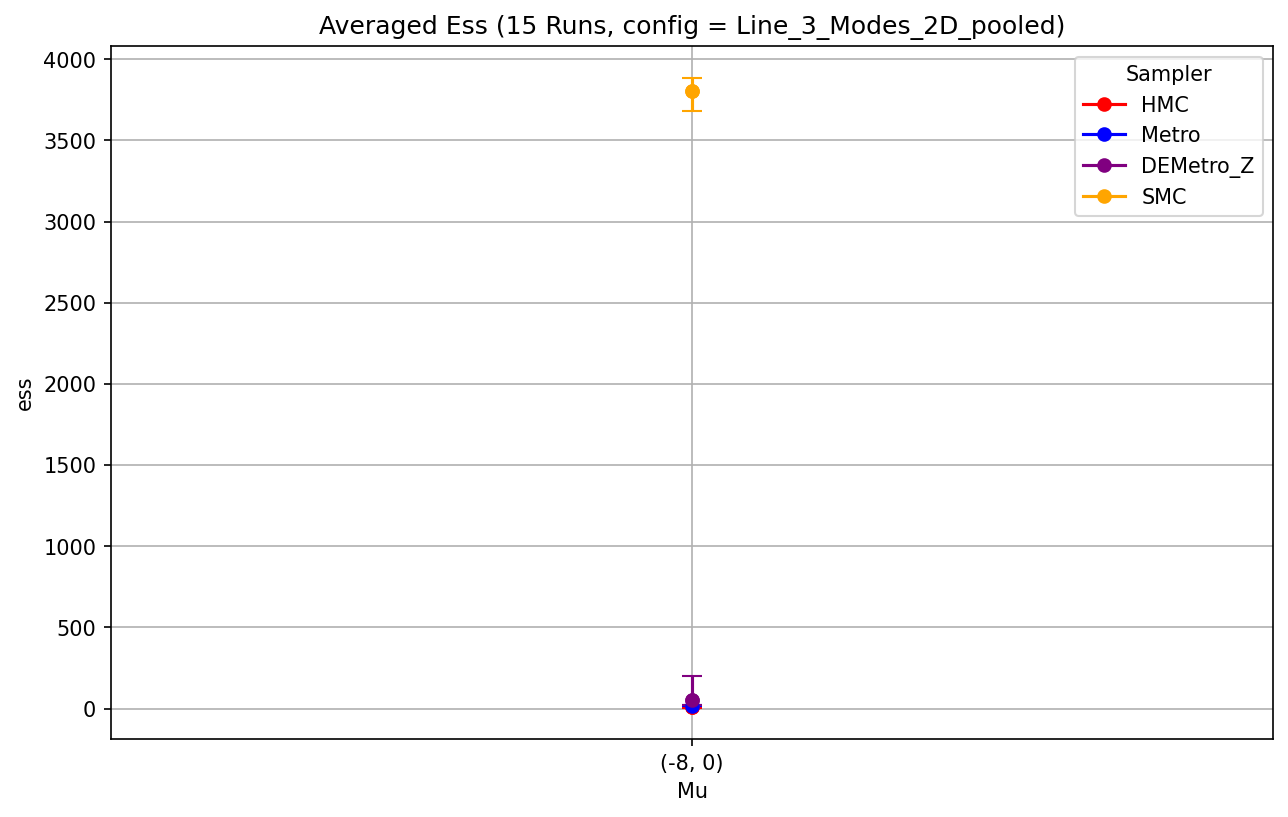 Averaged Ess (15 Runs, config = Line_3_Modes_2D_pooled)
4000
3500
3000
2500
2000
1500
1000
500
0
ess
(-8, 0)
Mu
Sampler
HMC
Metro
DEMetro_Z
SMC